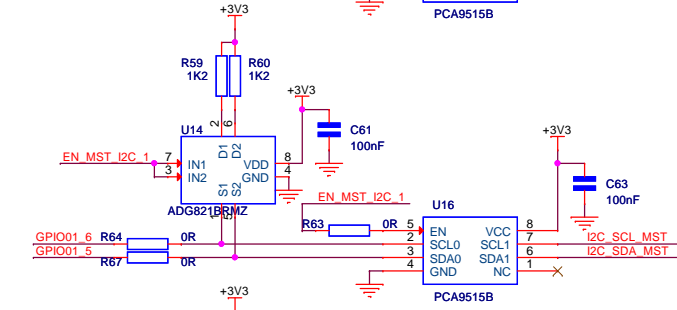 PCA9515B
+3V3
R59
1K2
R60
1K2
+3V3
C61
100nF
U14
2
6
D1
D2
EN_MST_I2C_1
7
3
IN1
IN2
VDD
GND
8
4
S1
S2
ADG821BRMZ
1
5
+3V3
C63
100nF
EN_MST_I2C_1
R63
0R
U16
5
2
3
4
EN
SCL0
SDA0
GND
VCC
SCL1
SDA1
NC
8
7
6
1
I2C_SCL_MST
I2C_SDA_MST
PCA9515B
GPIO01_6
R64
0R
GPIO01_5
R67
0R
+3V3